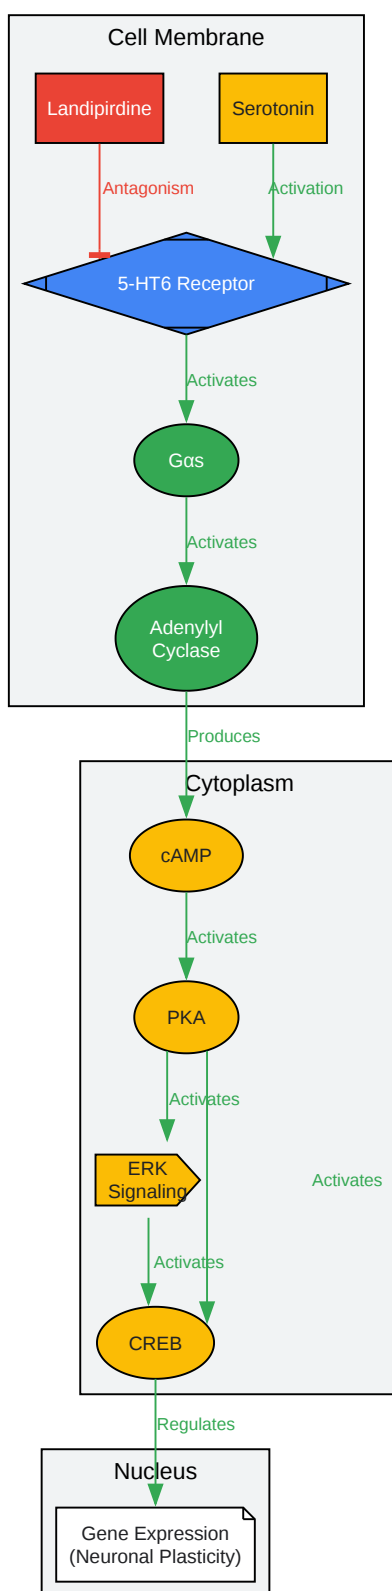 Cell Membrane
Landipirdine
Serotonin
Antagonism
Activation
5-HT6 Receptor
Activates
Gαs
Activates
Adenylyl
Cyclase
Produces
Cytoplasm
cAMP
Activates
PKA
Activates
ERK
Signaling
Activates
Activates
CREB
Regulates
Nucleus
Gene Expression
(Neuronal Plasticity)